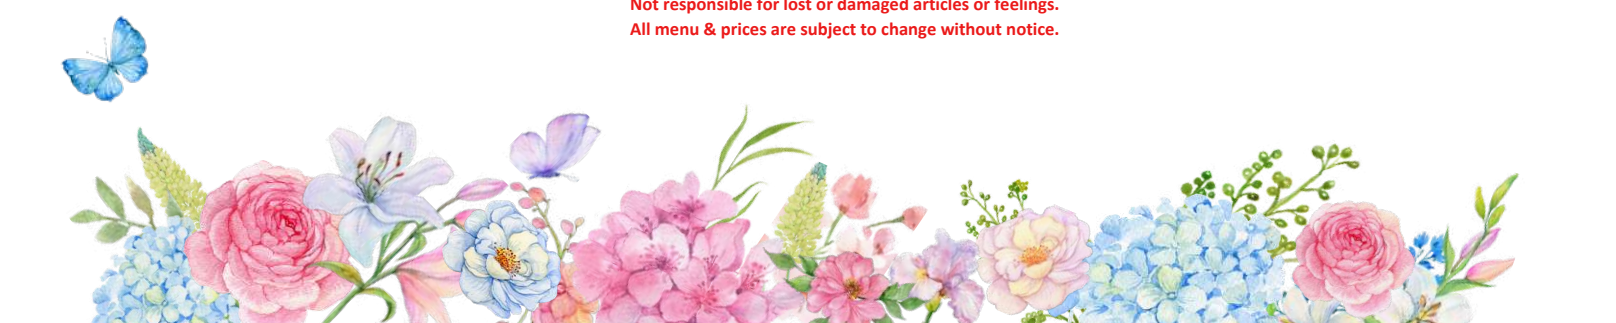 Not responsible for lost or damaged articles or feelings.
All menu & prices are subject to change without notice.